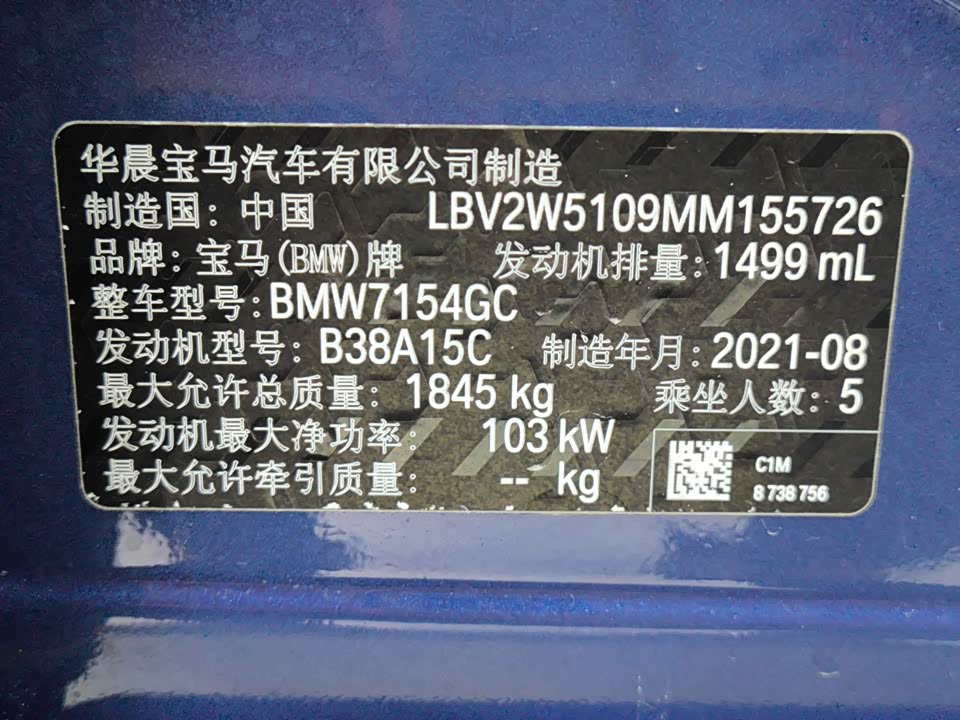 华晨宝马汽车有限公司制造
制造国：中国 LBV2W5109MM155726
品牌：宝马(BMW)牌 发动机排量：1499 mL
整车型号：BMW7154GC
发动机型号：B38A15C 制造年月：2021-08
最大允许总质量：1845 kg 乘坐人数：5
发动机最大净功率： 103 kW
最大允许牵引质量： -- kg
C1M
8 738 756